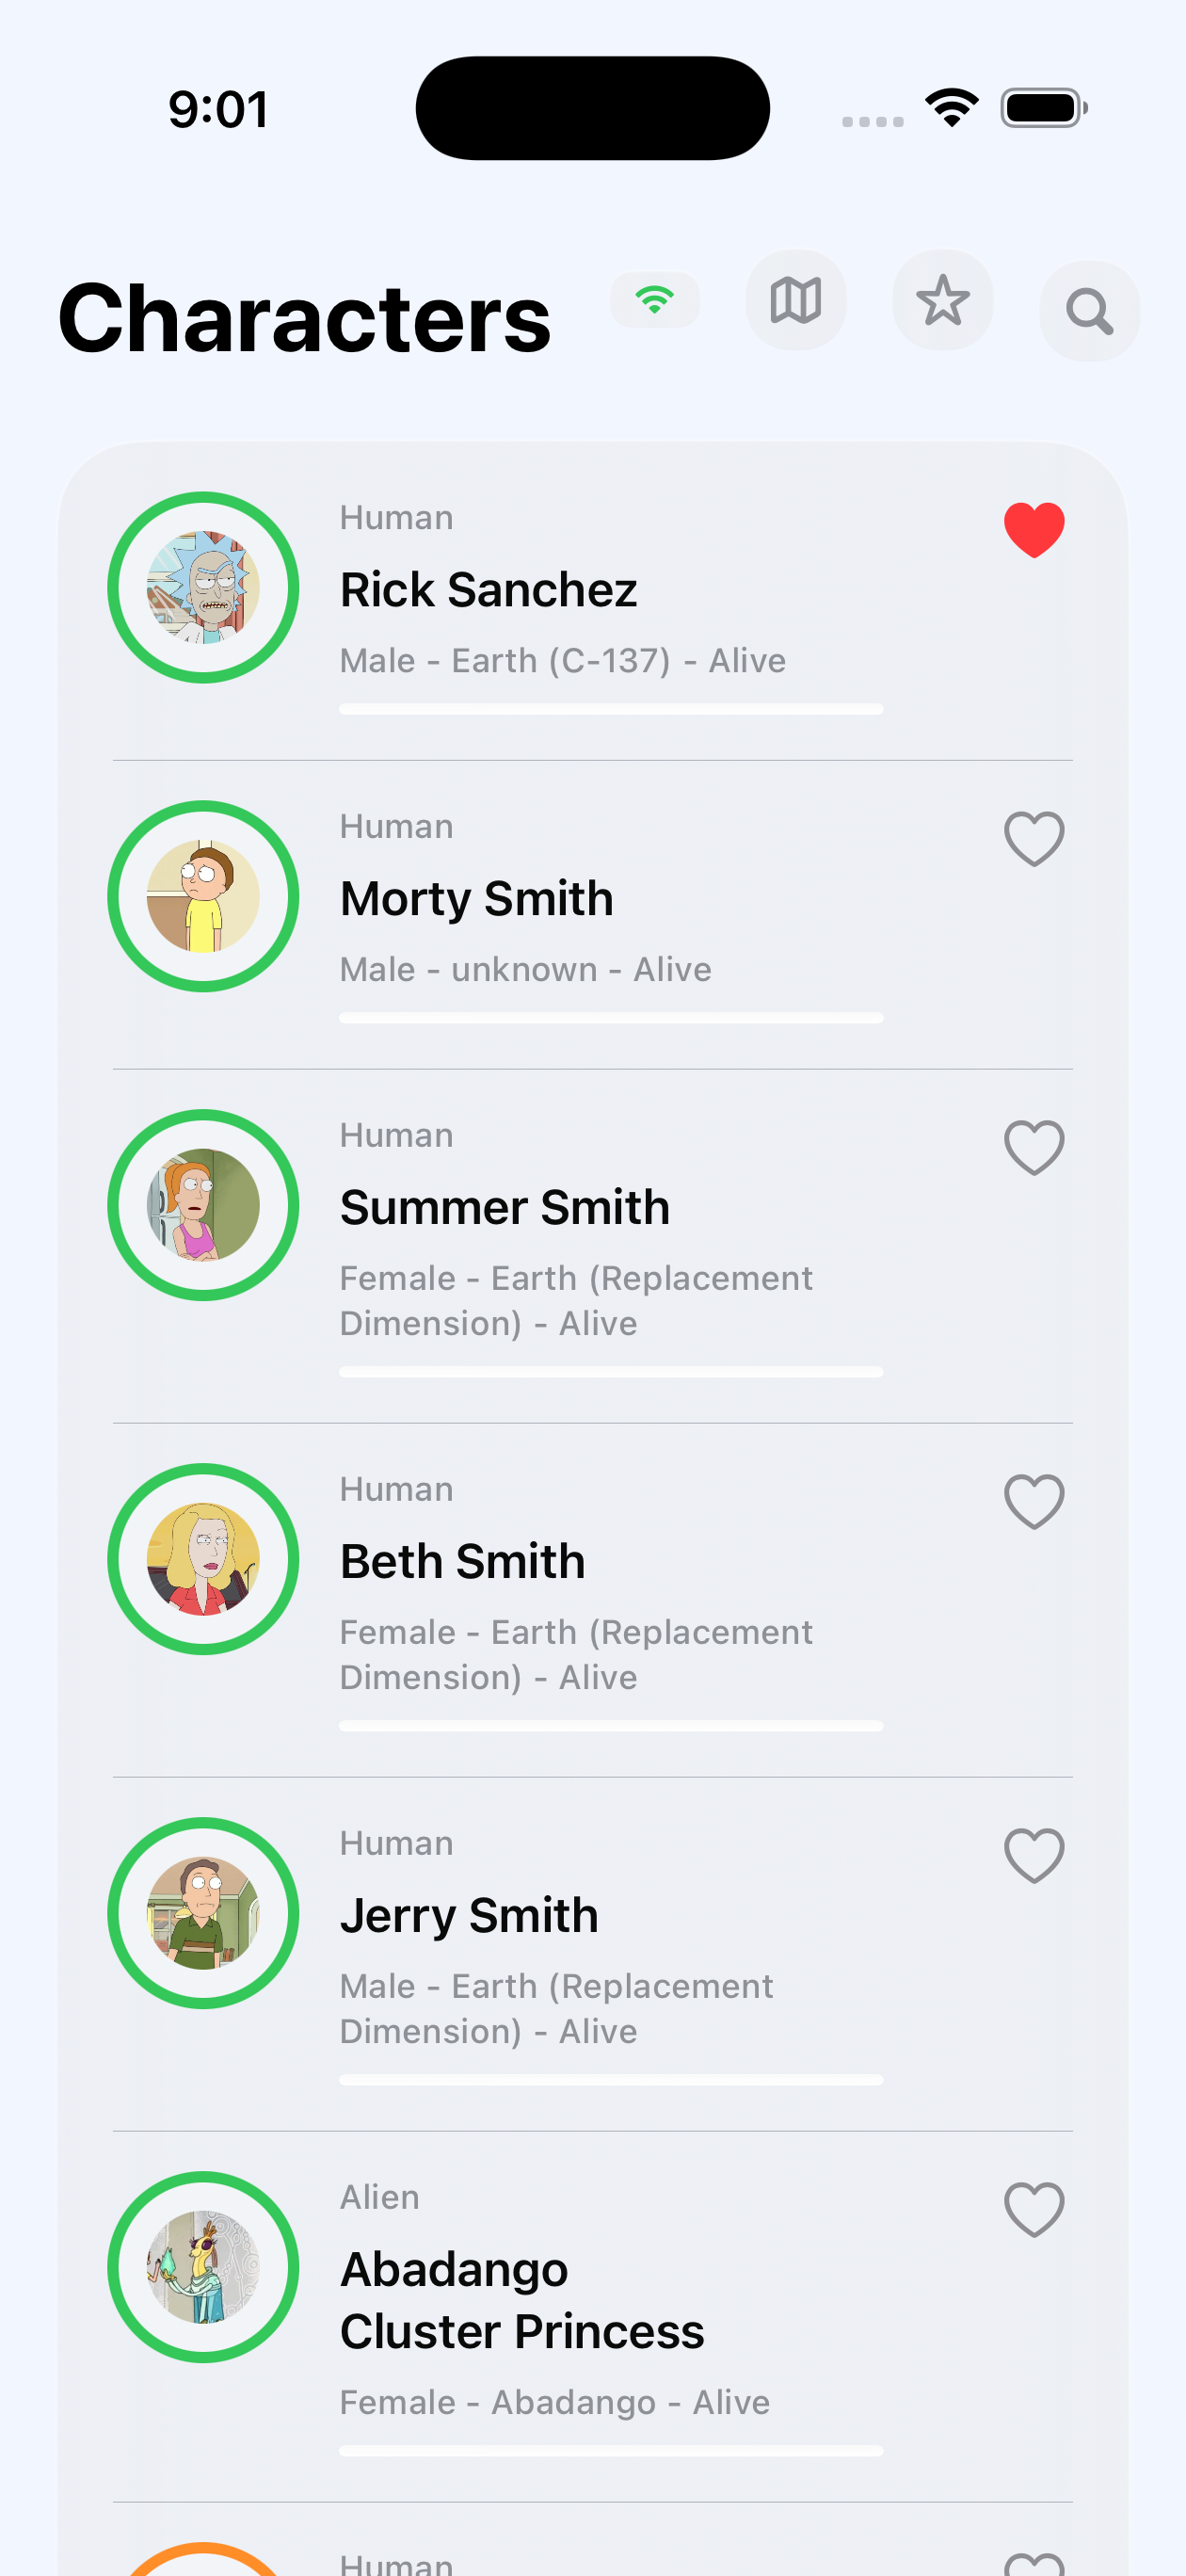 9:01
Characters
Human
Rick Sanchez
Male - Earth (C-137) - Alive
Human
Morty Smith
Male - unknown - Alive
Human
Summer Smith
Female - Earth (Replacement
Dimension) - Alive
Human
Beth Smith
Female - Earth (Replacement
Dimension) - Alive
Human
Jerry Smith
Male - Earth (Replacement
Dimension) - Alive
Alien
Abadango
Cluster Princess
Female - Abadango - Alive
Human